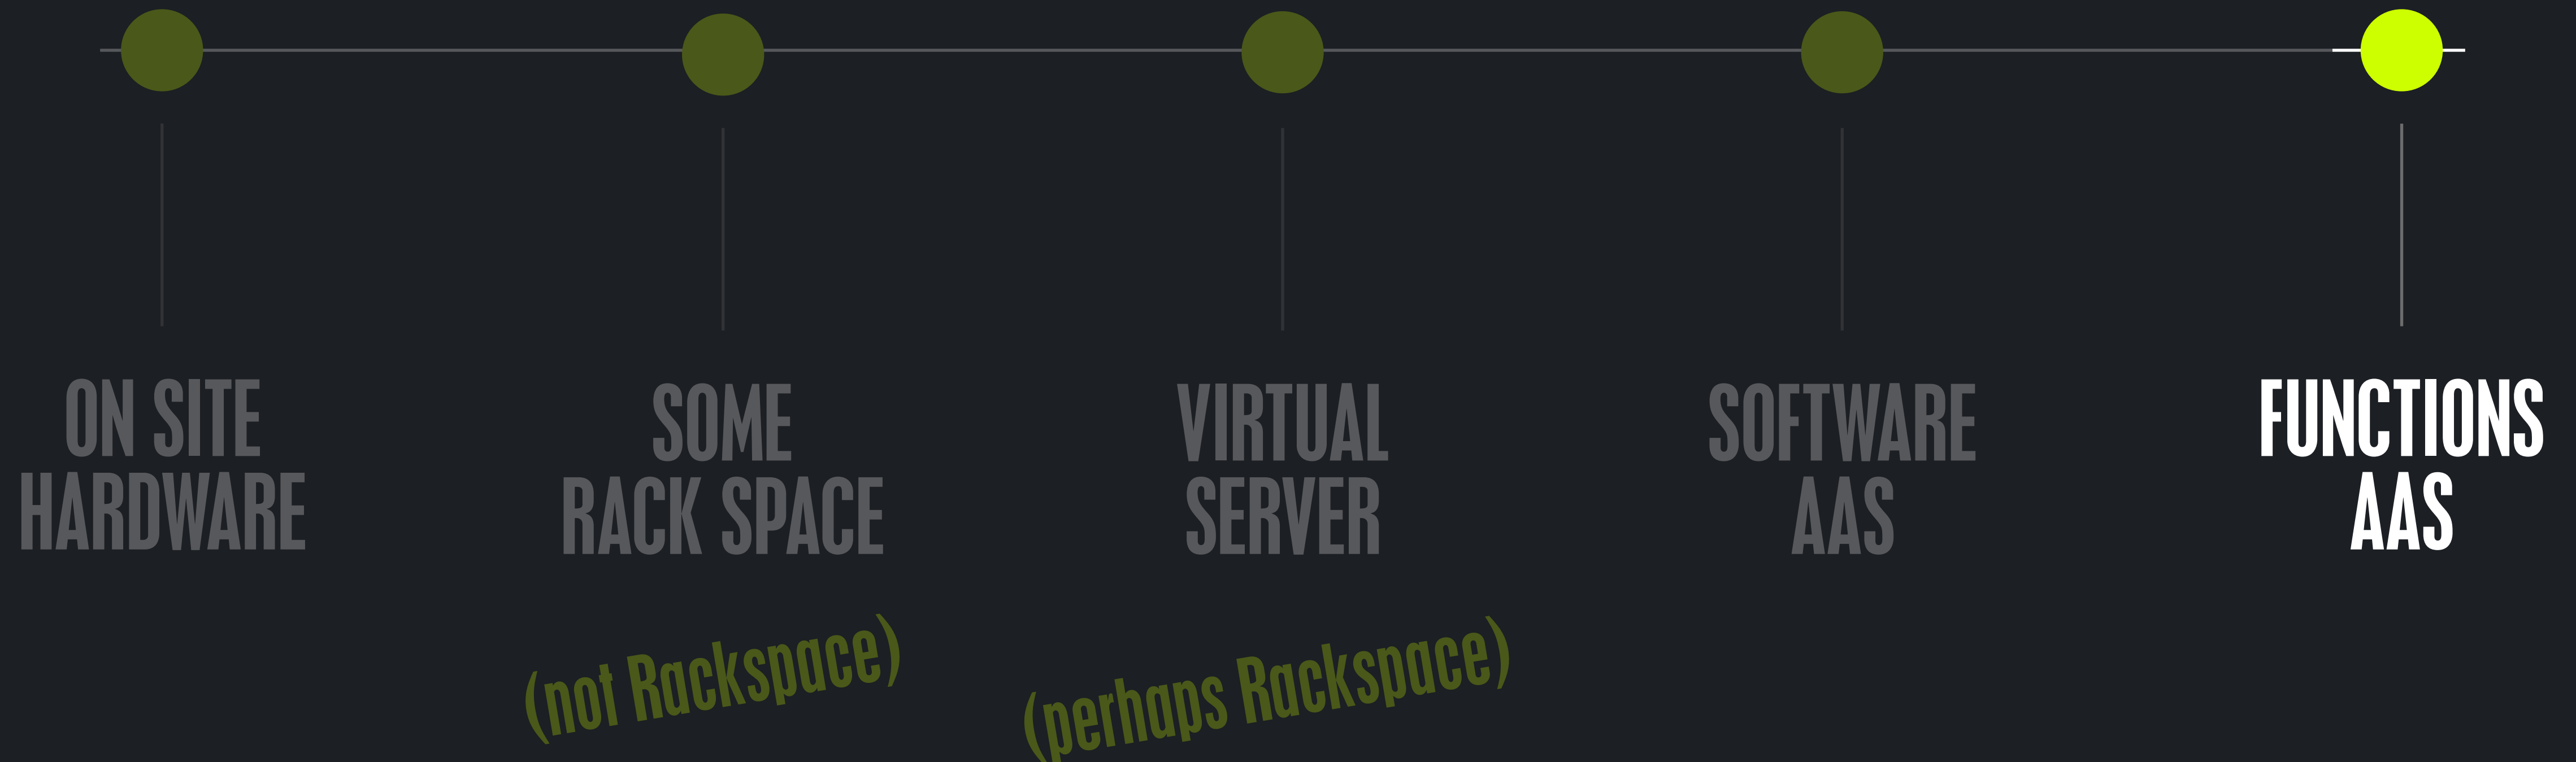 ON SITE
HARDWARE
SOME
RACK SPACE
(not Rackspace)
VIRTUAL
SERVER
(perhaps Rackspace)
SOFTWARE
AAS
FUNCTIONS
AAS